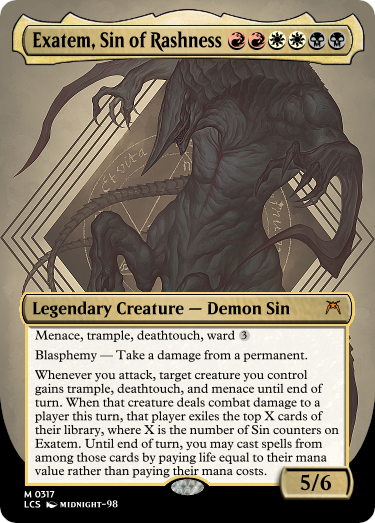 Exatem, Sin of Rashness
Legendary Creature — Demon Sin
Menace, trample, deathtouch, ward 3
Blasphemy — Take a damage from a permanent.
Whenever you attack, target creature you control
gains trample, deathtouch, and menace until end of
turn. When that creature deals combat damage to a
player this turn, that player exiles the top X cards of
their library, where X is the number of Sin counters on
Exatem. Until end of turn, you may cast spells from
among those cards by paying life equal to their mana
value rather than paying their mana costs.
5/6
M 0317
LCS MIDNIGHT-98